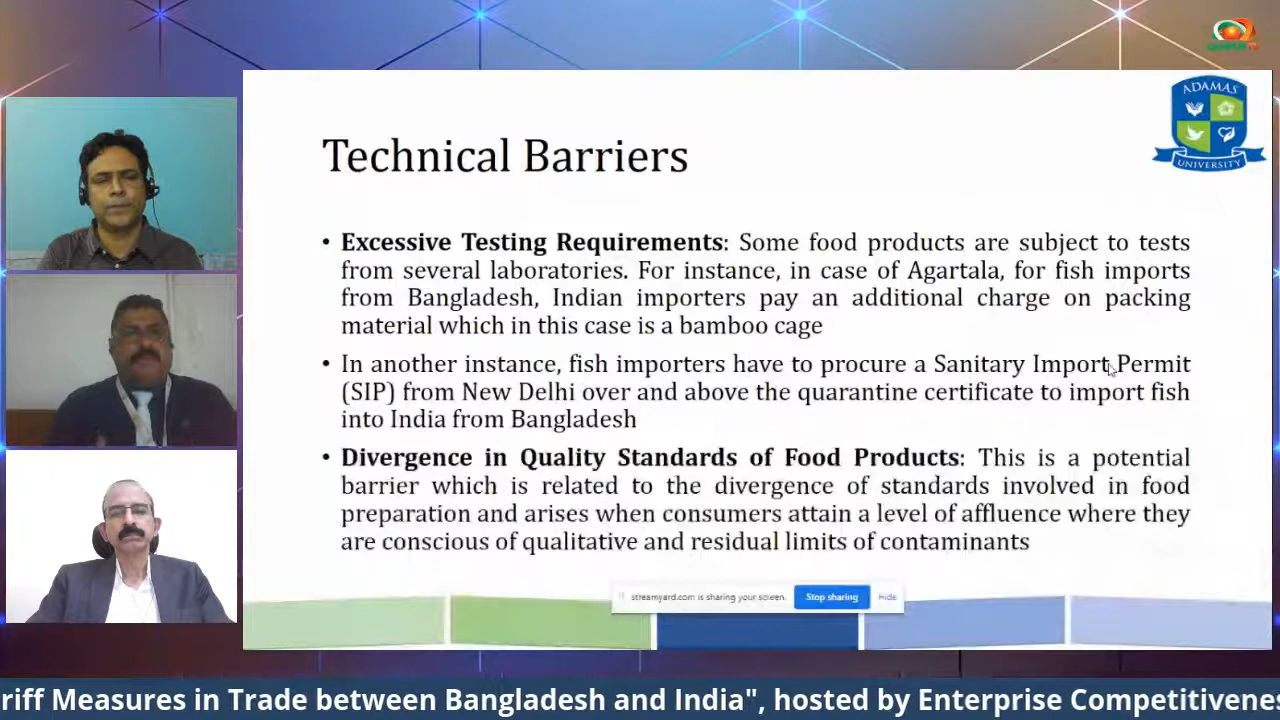 ADAMAS
UNIVERSITY
Technical Barriers
• Excessive Testing Requirements: Some food products are subject to tests
from several laboratories. For instance, in case of Agartala, for fish imports
from Bangladesh, Indian importers pay an additional charge on packing
material which in this case is a bamboo cage
• In another instance, fish importers have to procure a Sanitary Import Permit
(SIP) from New Delhi over and above the quarantine certificate to import fish
into India from Bangladesh
• Divergence in Quality Standards of Food Products: This is a potential
barrier which is related to the divergence of standards involved in food
preparation and arises when consumers attain a level of affluence where they
are conscious of qualitative and residual limits of contaminants
streamyard.com is sharing your screen. Stop sharing Hide
riff Measures in Trade between Bangladesh and India", hosted by Enterprise Competitivenes